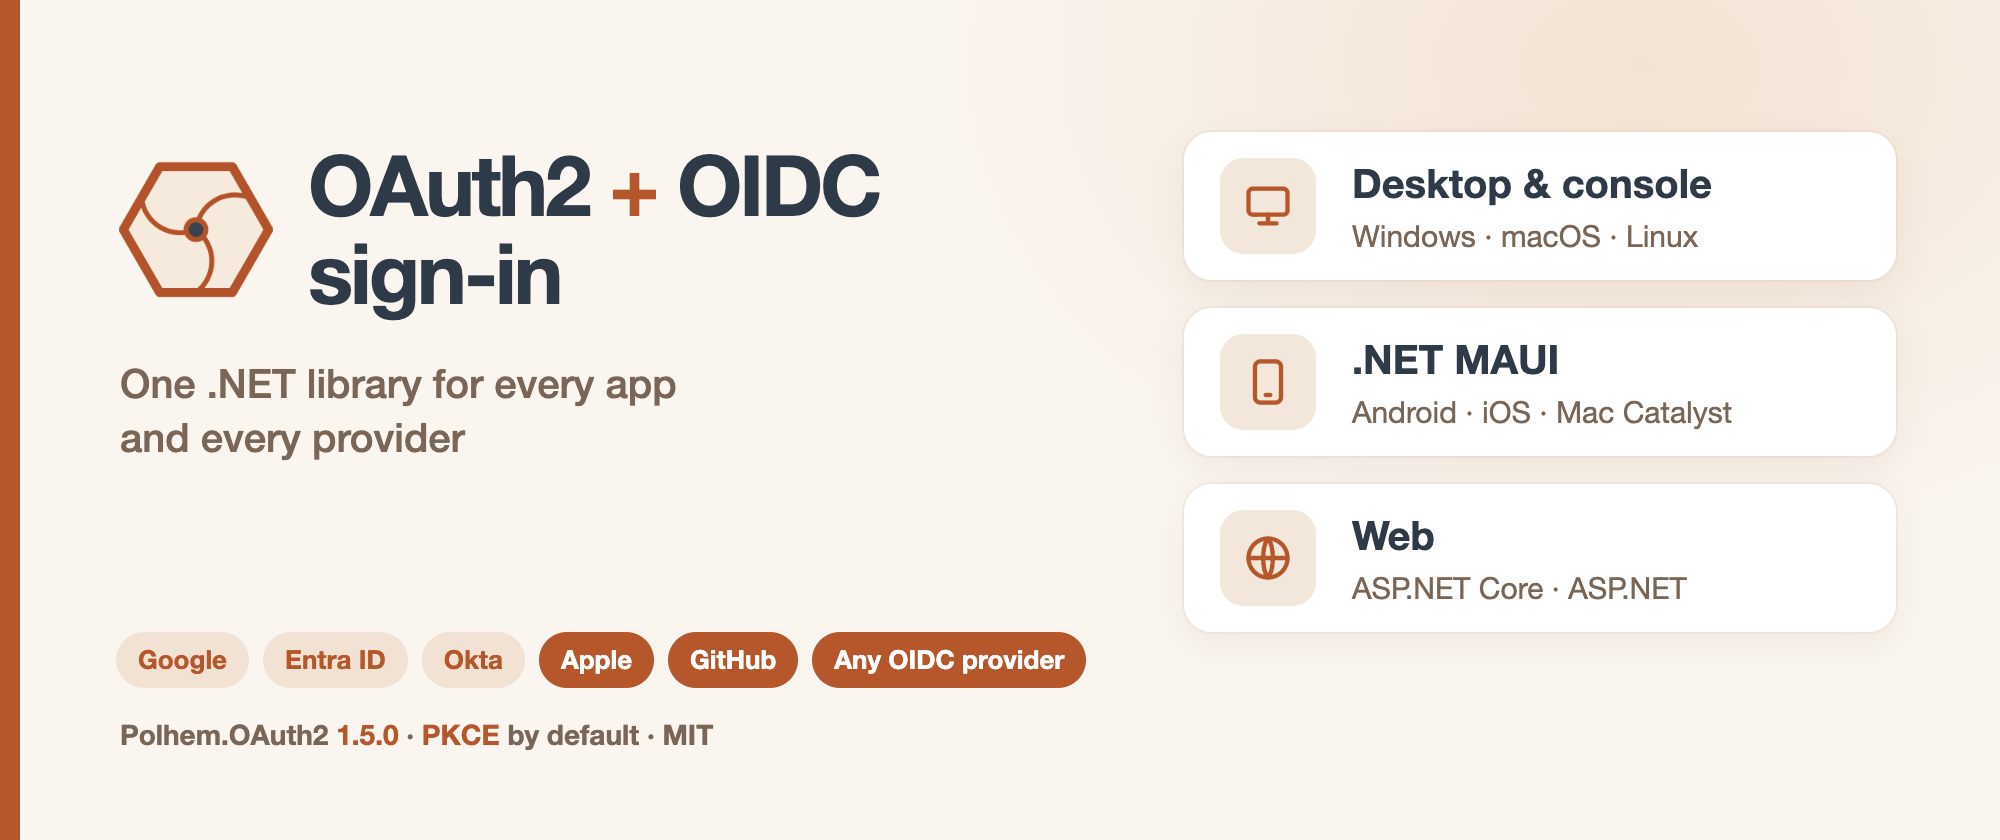 OAuth2 + OIDC
sign-in
One .NET library for every app
and every provider
Google
Entra ID
Okta
Apple
GitHub
Any OIDC provider
Polhem.OAuth2 1.5.0 · PKCE by default · MIT
Desktop & console
Windows · macOS · Linux
.NET MAUI
Android · iOS · Mac Catalyst
Web
ASP.NET Core · ASP.NET